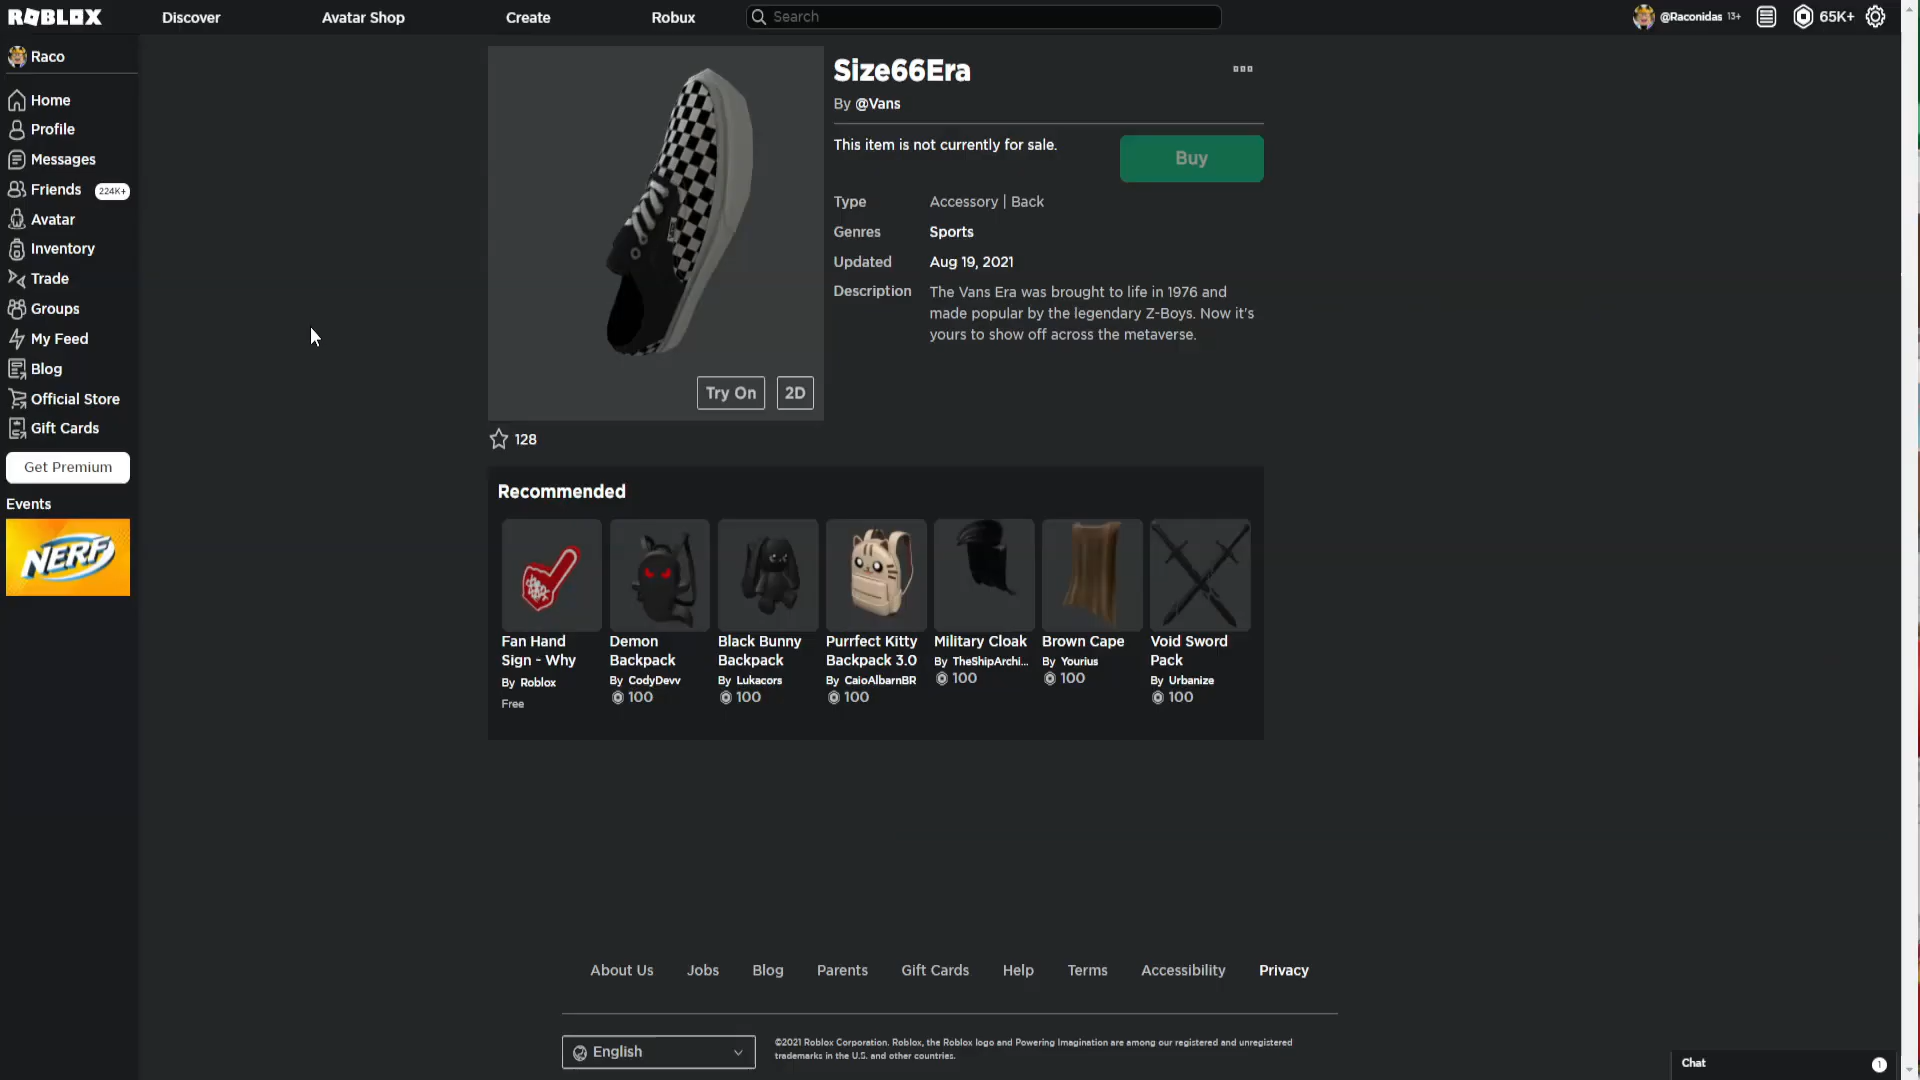 ROBLOX
Discover
Avatar Shop
Create
Robux
Search
@Raconidas 13+
65K+
Raco
Home
Profile
Messages
Friends
224K+
Avatar
Inventory
Trade
Groups
My Feed
Blog
Official Store
Gift Cards
Get Premium
Events
NERF
Size66Era
By @Vans
This item is not currently for sale.
Buy
Type
Accessory | Back
Genres
Sports
Updated
Aug 19, 2021
Description
The Vans Era was brought to life in 1976 and
made popular by the legendary Z-Boys. Now it's
yours to show off across the metaverse.
Try On
2D
128
Recommended
Fan Hand
Sign - Why
By Roblox
Free
Demon
Backpack
By CodyDevv
100
Black Bunny
Backpack
By Lukacors
100
Purrfect Kitty
Backpack 3.0
By CaioAlbarnBR
100
Military Cloak
By TheShipArchi...
100
Brown Cape
By Yourius
100
Void Sword
Pack
By Urbanize
100
About Us
Jobs
Blog
Parents
Gift Cards
Help
Terms
Accessibility
Privacy
English
©2021 Roblox Corporation. Roblox, the Roblox logo and Powering Imagination are among our registered and unregistered
trademarks in the U.S. and other countries.
Chat
1